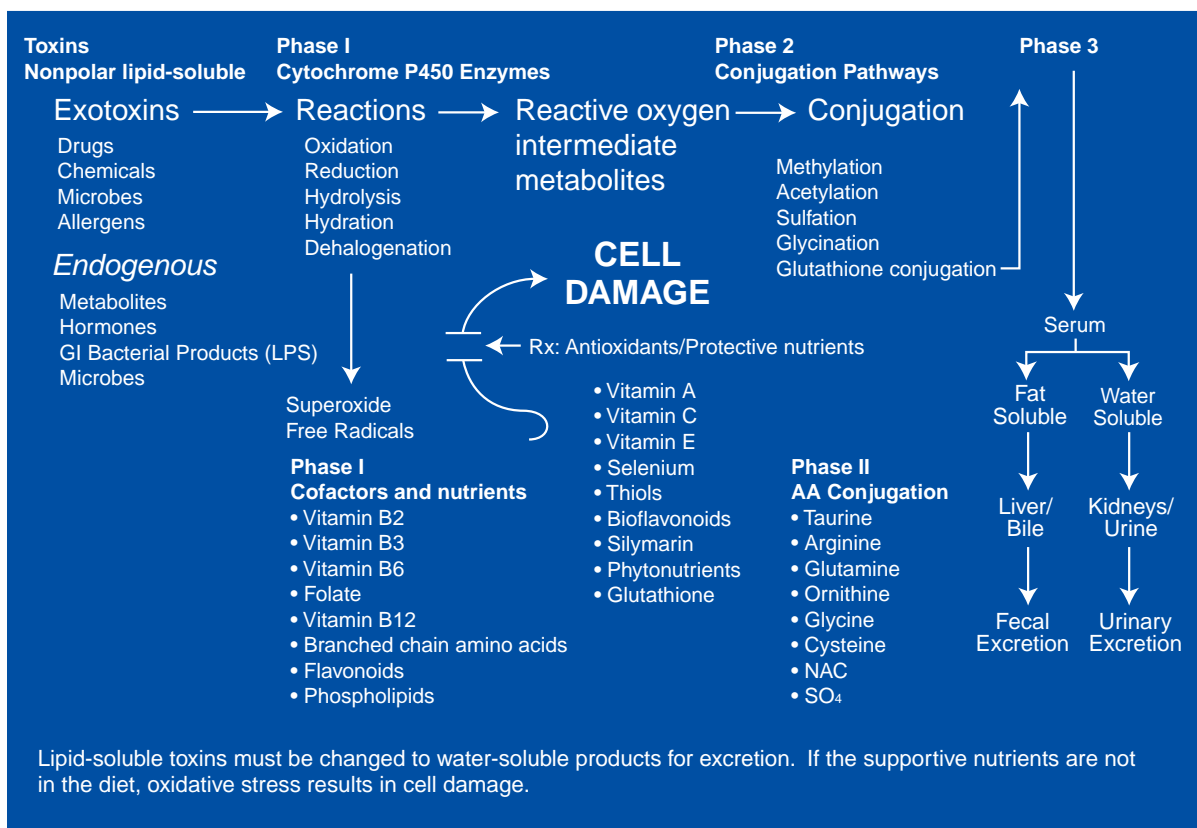 Toxins
Nonpolar lipid-soluble
Exotoxins
Drugs
Chemicals
Microbes
Allergens
Endogenous
Metabolites
Hormones
GI Bacterial Products (LPS)
Microbes
Phase I
Cytochrome P450 Enzymes
Reactions
Oxidation
Reduction
Hydrolysis
Hydration
Dehalogenation
Superoxide
Free Radicals
Phase I
Cofactors and nutrients
• Vitamin B2
• Vitamin B3
• Vitamin B6
• Folate
• Vitamin B12
• Branched chain amino acids
• Flavonoids
• Phospholipids
Reactive oxygen
intermediate
metabolites
CELL
DAMAGE
Rx: Antioxidants/Protective nutrients
• Vitamin A
• Vitamin C
• Vitamin E
• Selenium
• Thiols
• Bioflavonoids
• Silymarin
• Phytonutrients
• Glutathione
Phase 2
Conjugation Pathways
Conjugation
Methylation
Acetylation
Sulfation
Glycination
Glutathione conjugation
Phase II
AA Conjugation
• Taurine
• Arginine
• Glutamine
• Ornithine
• Glycine
• Cysteine
• NAC
• SO₄
Phase 3
Serum
Fat
Soluble
Liver/
Bile
Fecal
Excretion
Water
Soluble
Kidneys/
Urine
Urinary
Excretion
Lipid-soluble toxins must be changed to water-soluble products for excretion. If the supportive nutrients are not
in the diet, oxidative stress results in cell damage.